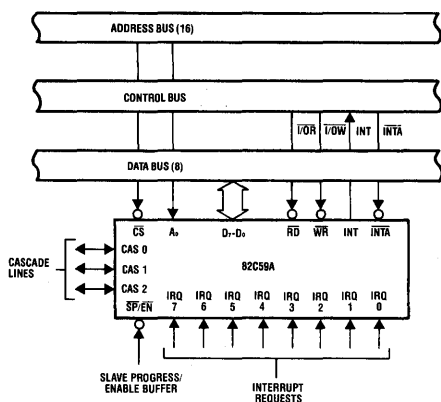 ADDRESS BUS (16)
CONTROL BUS
I/OR I/OW INT INTA
DATA BUS (8)
CS A₀ D₇-D₀ RD WR INT INTA
CASCADE LINES
CAS 0
CAS 1
CAS 2
82C59A
SP/EN
IRQ 7 IRQ 6 IRQ 5 IRQ 4 IRQ 3 IRQ 2 IRQ 1 IRQ 0
SLAVE PROGRESS/
ENABLE BUFFER
INTERRUPT
REQUESTS